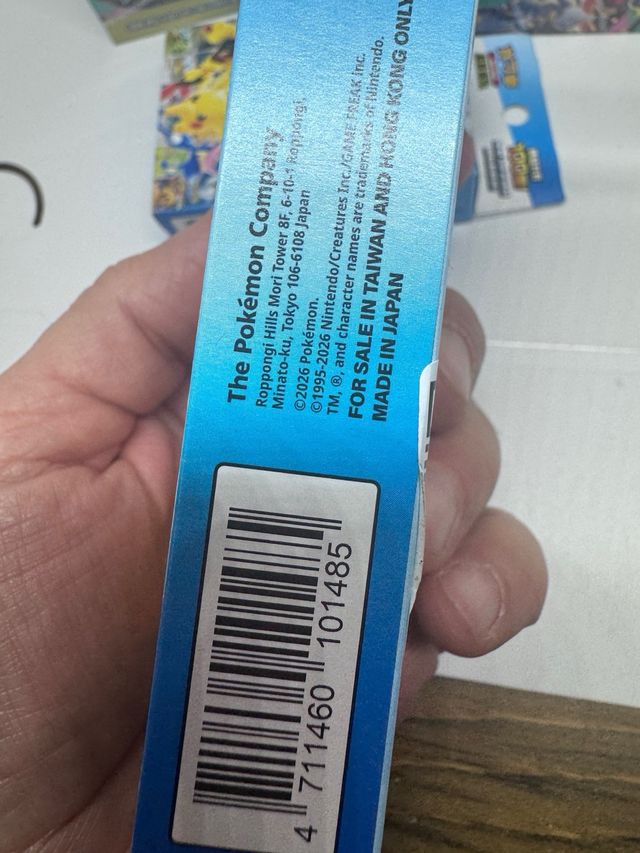 The Pokémon Company
Roppongi Hills Mori Tower 8F, 6-10-1 Roppongi,
Minato-ku, Tokyo 106-6108 Japan
©2026 Pokémon.
©1995-2026 Nintendo/Creatures Inc./GAME FREAK inc.
TM, ®, and character names are trademarks of Nintendo.
FOR SALE IN TAIWAN AND HONG KONG ONLY
MADE IN JAPAN
4 711460 101485